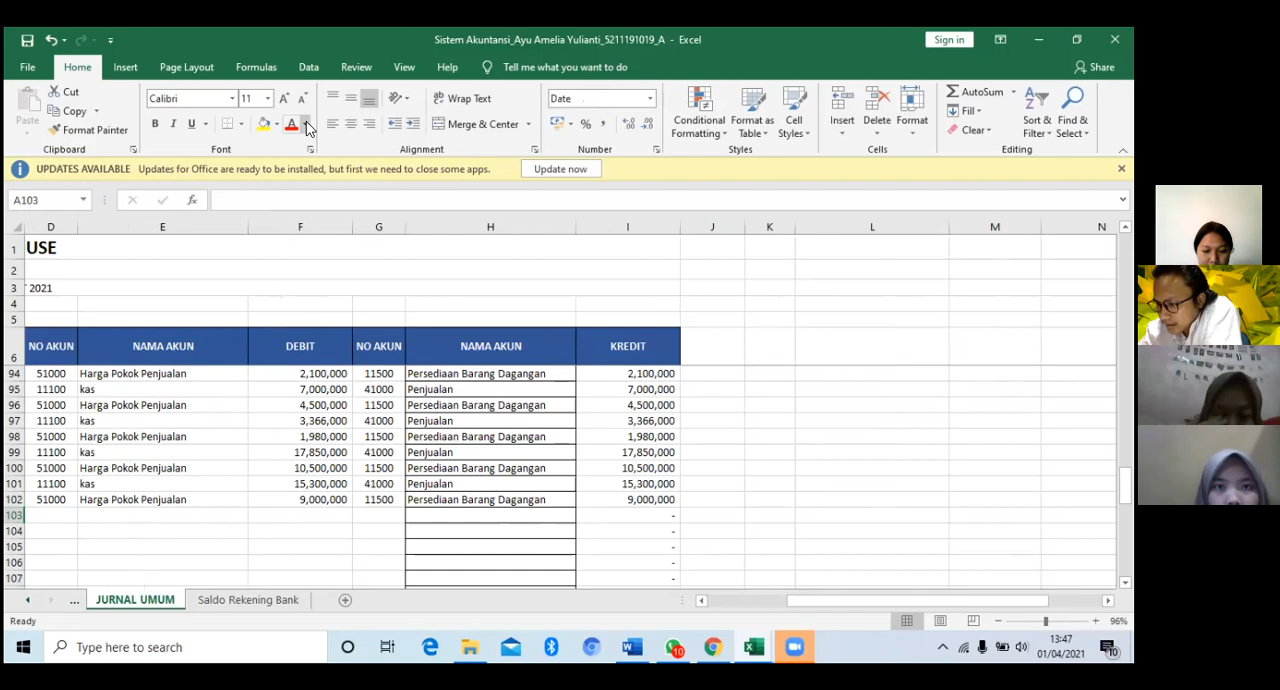 Sistem Akuntansi_Ayu Amelia Yulianti_5211191019_A - Excel
Sign in
File Home Insert Page Layout Formulas Data Review View Help Tell me what you want to do Share
Paste Cut Copy Format Painter
Calibri 11
B I U
Wrap Text
Merge & Center
Date
Conditional Formatting
Format as Table
Cell Styles
Insert Delete Format
AutoSum
Fill
Clear
Sort & Filter
Find & Select
Clipboard Font Alignment Number Styles Cells Editing
UPDATES AVAILABLE Updates for Office are ready to be installed, but first we need to close some apps. Update now
A103 fx
D E F G H I J K L M N
1 USE
2
3 2021
4
5
6 NO AKUN NAMA AKUN DEBIT NO AKUN NAMA AKUN KREDIT
94 51000 Harga Pokok Penjualan 2,100,000 11500 Persediaan Barang Dagangan 2,100,000
95 11100 kas 7,000,000 41000 Penjualan 7,000,000
96 51000 Harga Pokok Penjualan 4,500,000 11500 Persediaan Barang Dagangan 4,500,000
97 11100 kas 3,366,000 41000 Penjualan 3,366,000
98 51000 Harga Pokok Penjualan 1,980,000 11500 Persediaan Barang Dagangan 1,980,000
99 11100 kas 17,850,000 41000 Penjualan 17,850,000
100 51000 Harga Pokok Penjualan 10,500,000 11500 Persediaan Barang Dagangan 10,500,000
101 11100 kas 15,300,000 41000 Penjualan 15,300,000
102 51000 Harga Pokok Penjualan 9,000,000 11500 Persediaan Barang Dagangan 9,000,000
103 -
104 -
105 -
106 -
107 -
... JURNAL UMUM Saldo Rekening Bank
Ready 96%
Type here to search
10
13:47
01/04/2021
10